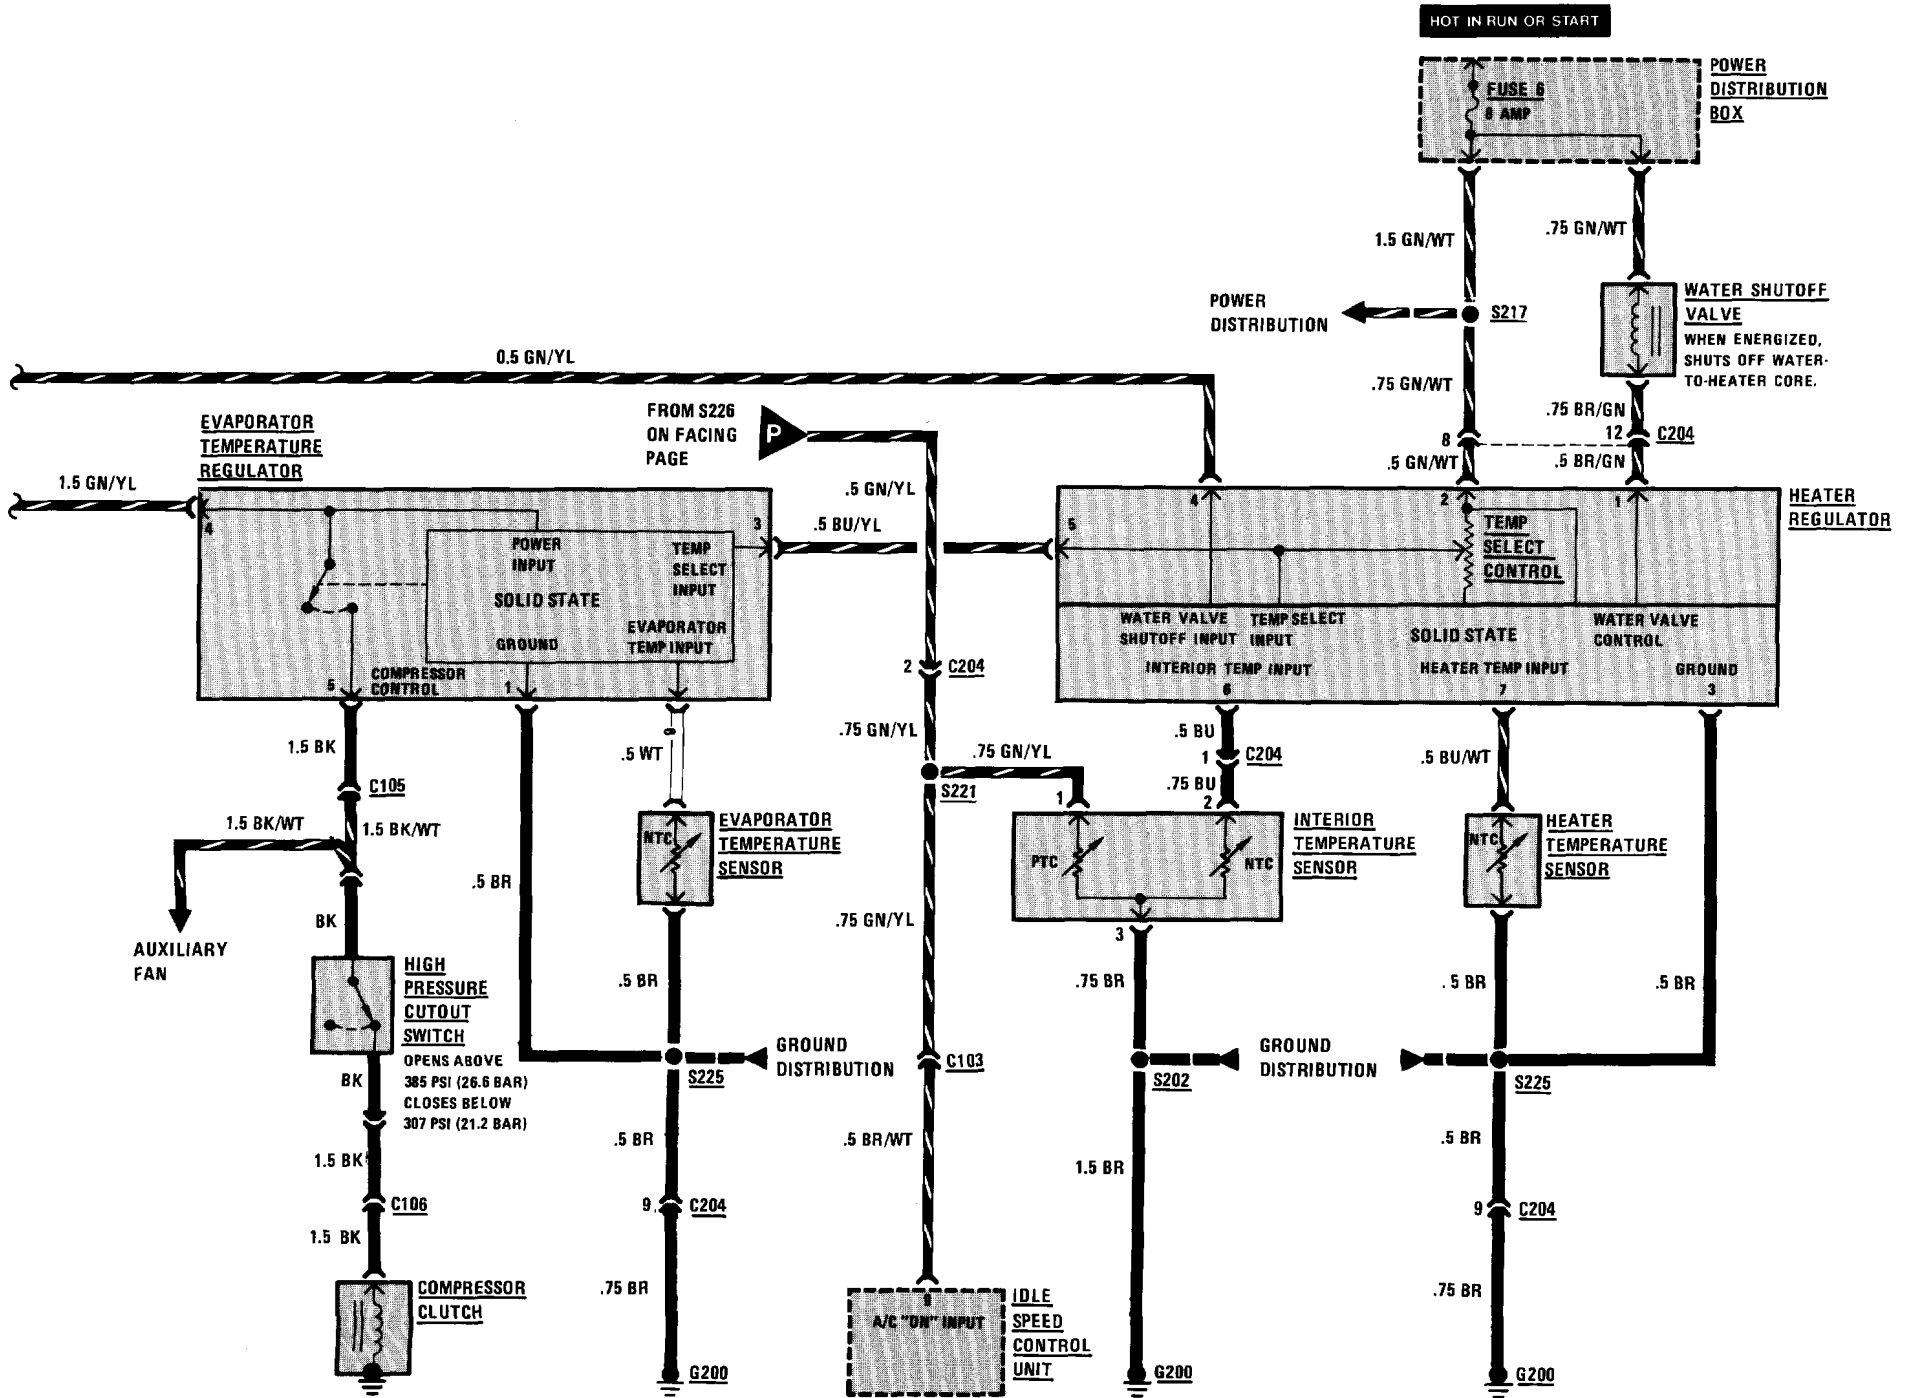 HOT IN RUN OR START
POWER
DISTRIBUTION
BOX
FUSE 6
8 AMP
1.5 GN/WT
.75 GN/WT
POWER
DISTRIBUTION
S217
WATER SHUTOFF
VALVE
WHEN ENERGIZED,
SHUTS OFF WATER-
TO-HEATER CORE.
0.5 GN/YL
.75 GN/WT
.75 BR/GN
8
12
C204
.5 GN/WT
.5 BR/GN
FROM S226
ON FACING
PAGE
P
EVAPORATOR
TEMPERATURE
REGULATOR
1.5 GN/YL
.5 GN/YL
.5 BU/YL
4
3
POWER
INPUT
TEMP
SELECT
INPUT
SOLID STATE
EVAPORATOR
TEMP INPUT
GROUND
COMPRESSOR
CONTROL
5
1
HEATER
REGULATOR
5
4
2
1
TEMP
SELECT
CONTROL
WATER VALVE
SHUTOFF INPUT
TEMP SELECT
INPUT
SOLID STATE
WATER VALVE
CONTROL
INTERIOR TEMP INPUT
HEATER TEMP INPUT
GROUND
6
7
3
2
C204
1.5 BK
.5 WT
.75 GN/YL
.75 GN/YL
S221
.5 BU
1
C204
.75 BU
.5 BU/WT
C105
1.5 BK/WT
1.5 BK/WT
AUXILIARY
FAN
BK
.5 BR
EVAPORATOR
TEMPERATURE
SENSOR
NTC
1
2
PTC
NTC
INTERIOR
TEMPERATURE
SENSOR
3
NTC
HEATER
TEMPERATURE
SENSOR
HIGH
PRESSURE
CUTOUT
SWITCH
OPENS ABOVE
385 PSI (26.6 BAR)
CLOSES BELOW
307 PSI (21.2 BAR)
BK
1.5 BK
C106
1.5 BK
COMPRESSOR
CLUTCH
.5 BR
GROUND
DISTRIBUTION
S225
.5 BR
9
C204
.75 BR
G200
.75 GN/YL
C103
.5 BR/WT
9
A/C "ON" INPUT
IDLE
SPEED
CONTROL
UNIT
.75 BR
S202
GROUND
DISTRIBUTION
1.5 BR
G200
.5 BR
.5 BR
S225
.5 BR
9
C204
.75 BR
G200